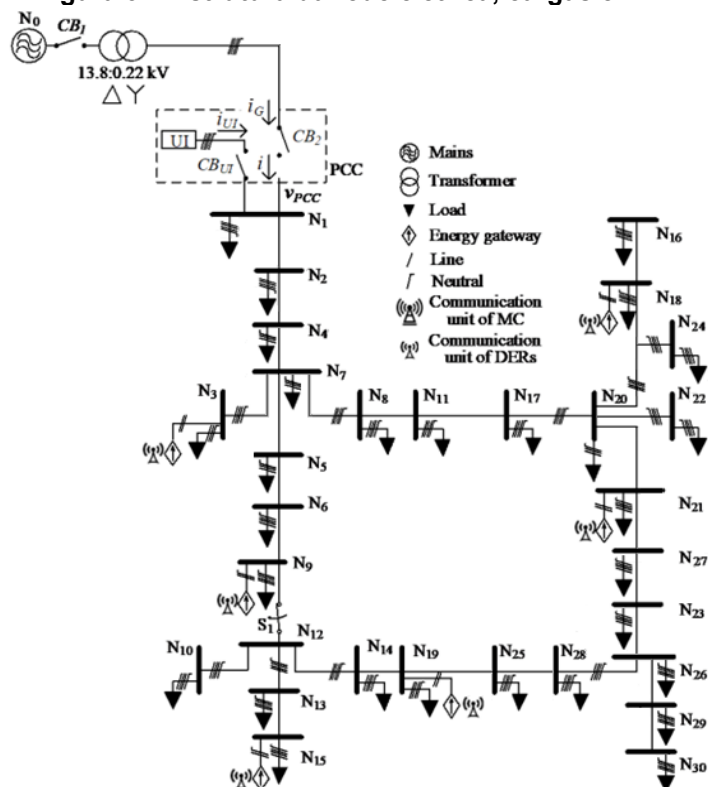 N0
CB1
13.8:0.22 kV
△ Y
iG
iUI
UI
CB2
CBUI
i
PCC
vPCC
Mains
Transformer
Load
Energy gateway
Line
Neutral
Communication
unit of MC
Communication
unit of DERs
N1
N2
N4
N7
N3
N8
N11
N17
N20
N16
N18
N24
N22
N5
N6
N9
S1
N12
N10
N13
N15
N14
N19
N25
N28
N21
N27
N23
N26
N29
N30